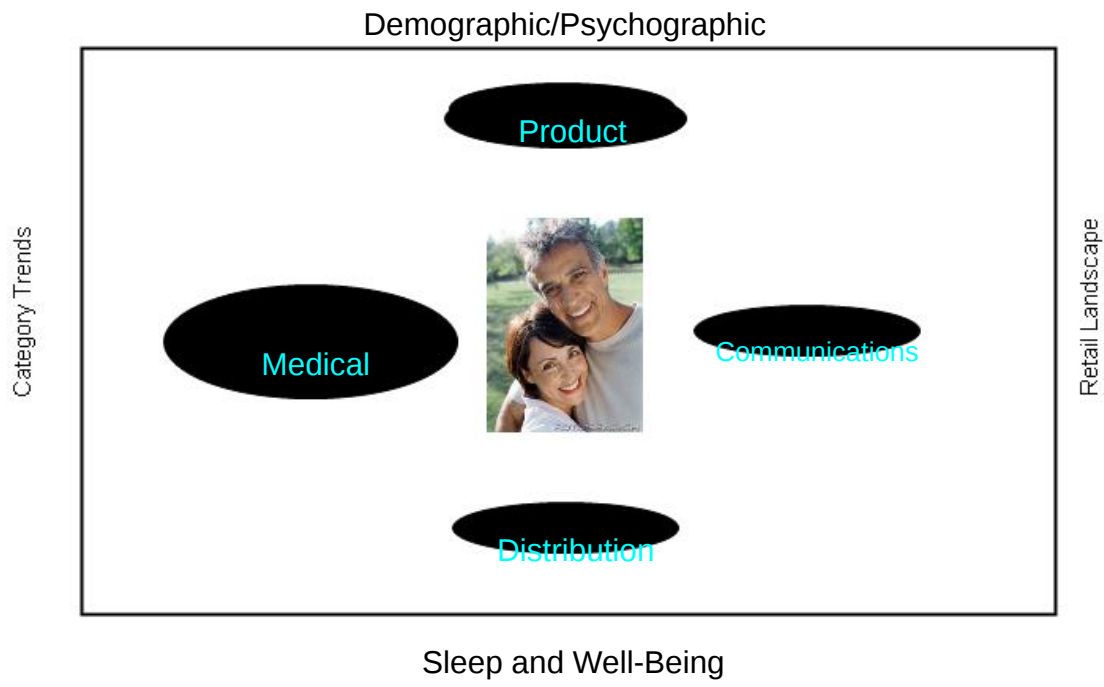 Demographic/Psychographic
Product
Category Trends
Retail Landscape
Medical
Communications
Distribution
Sleep and Well-Being